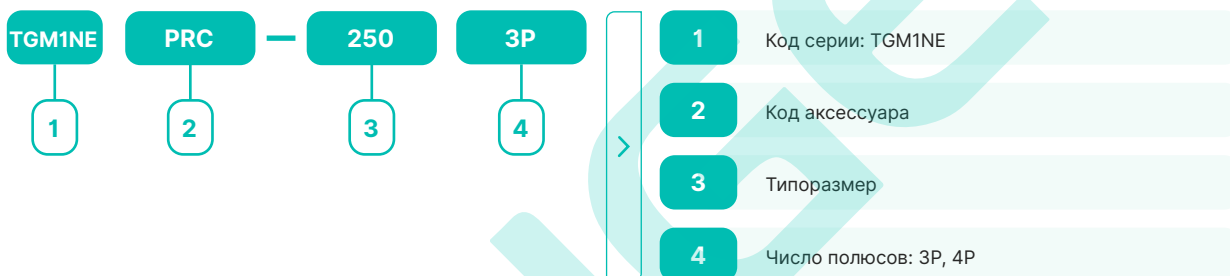 TGM1NE PRC — 250 3P
1 2 3 4
1 Код серии: TGM1NE
2 Код аксессуара
3 Типоразмер
4 Число полюсов: 3P, 4P